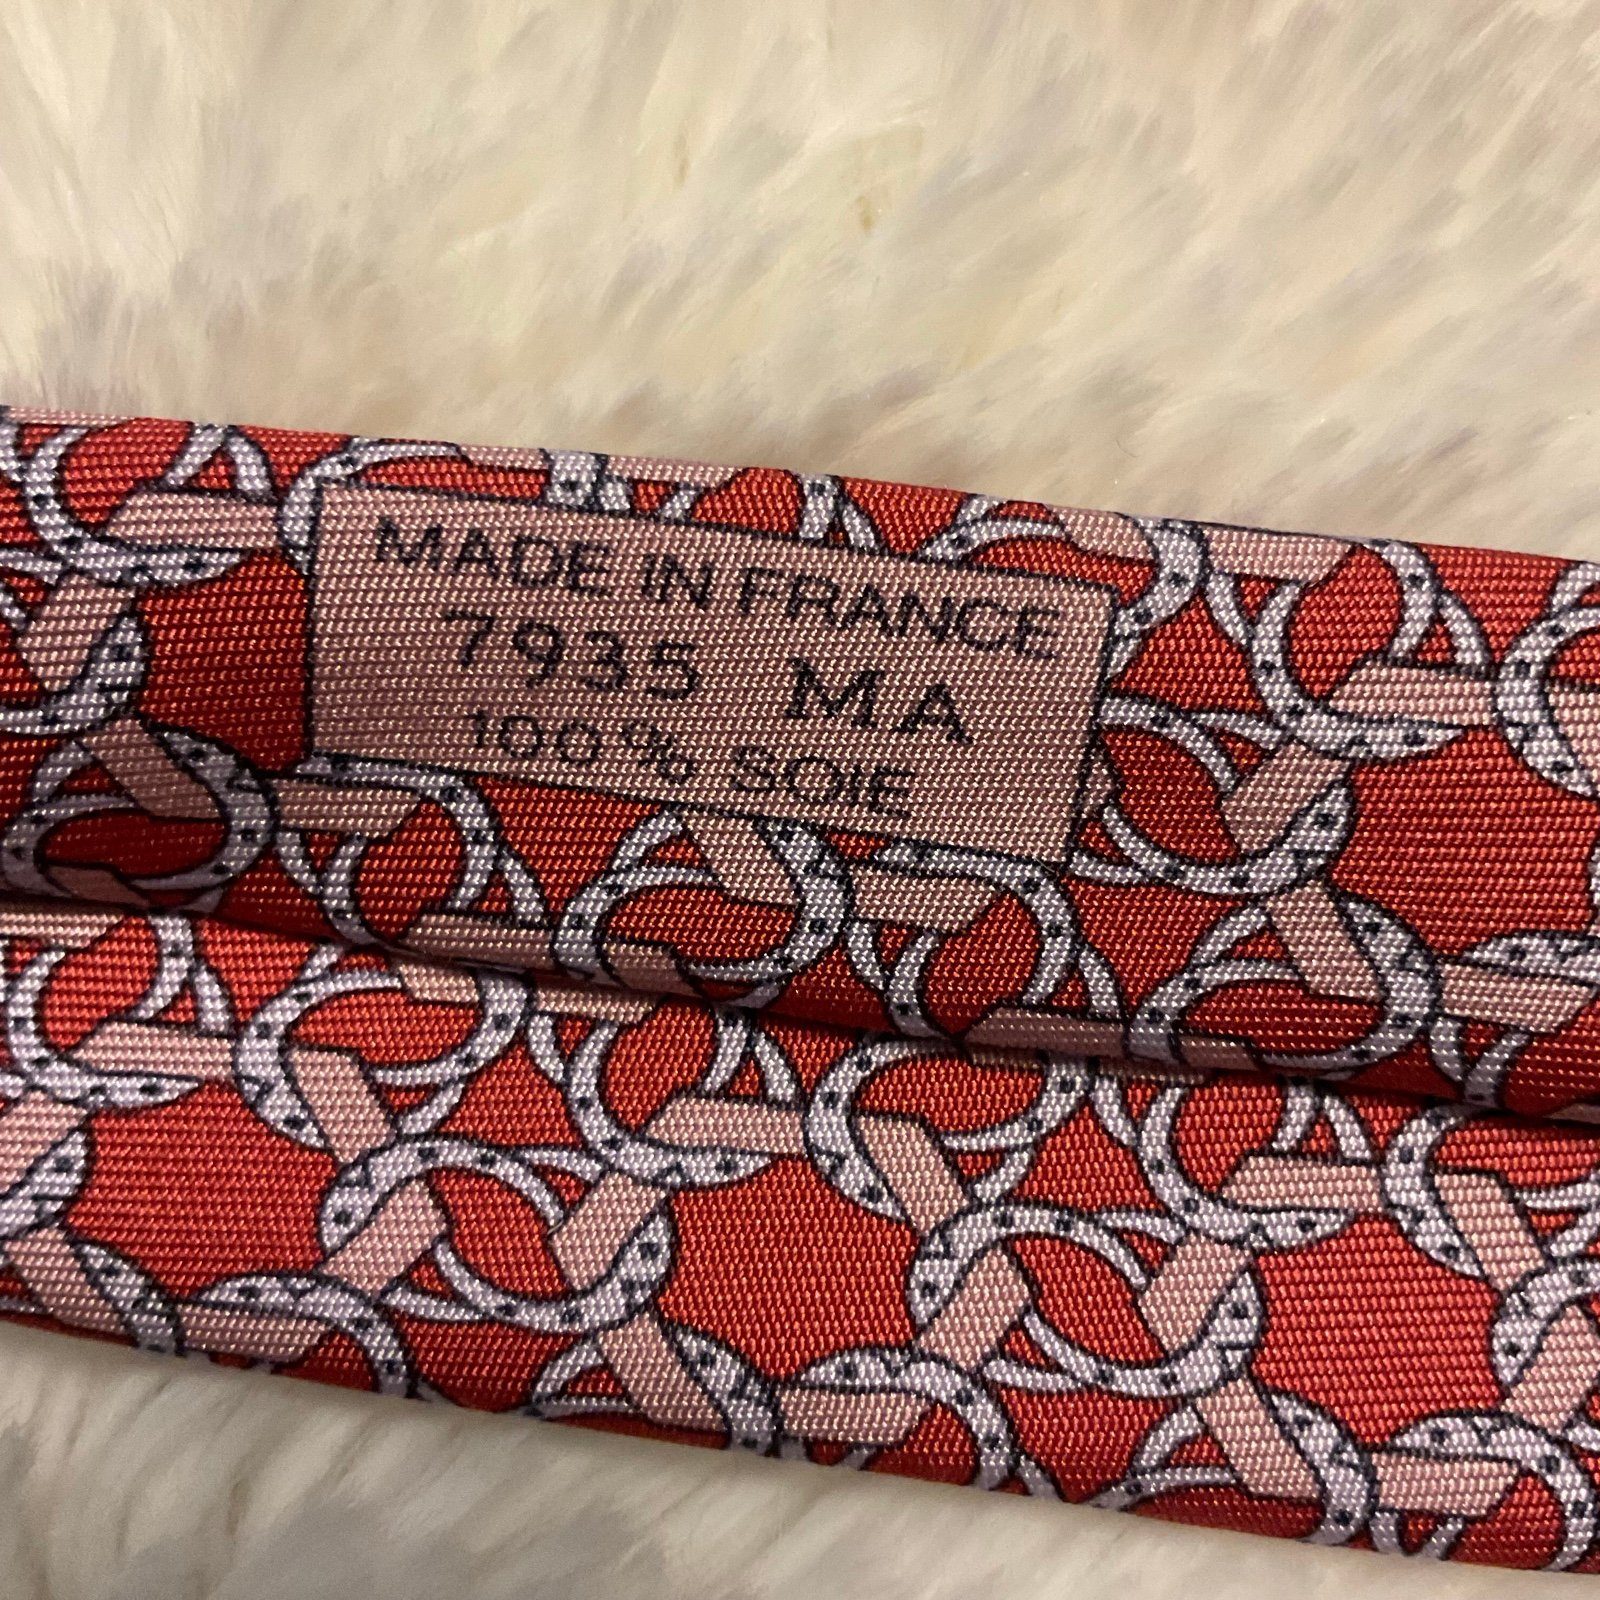 MADE IN FRANCE
7935 MA
100% SOIE